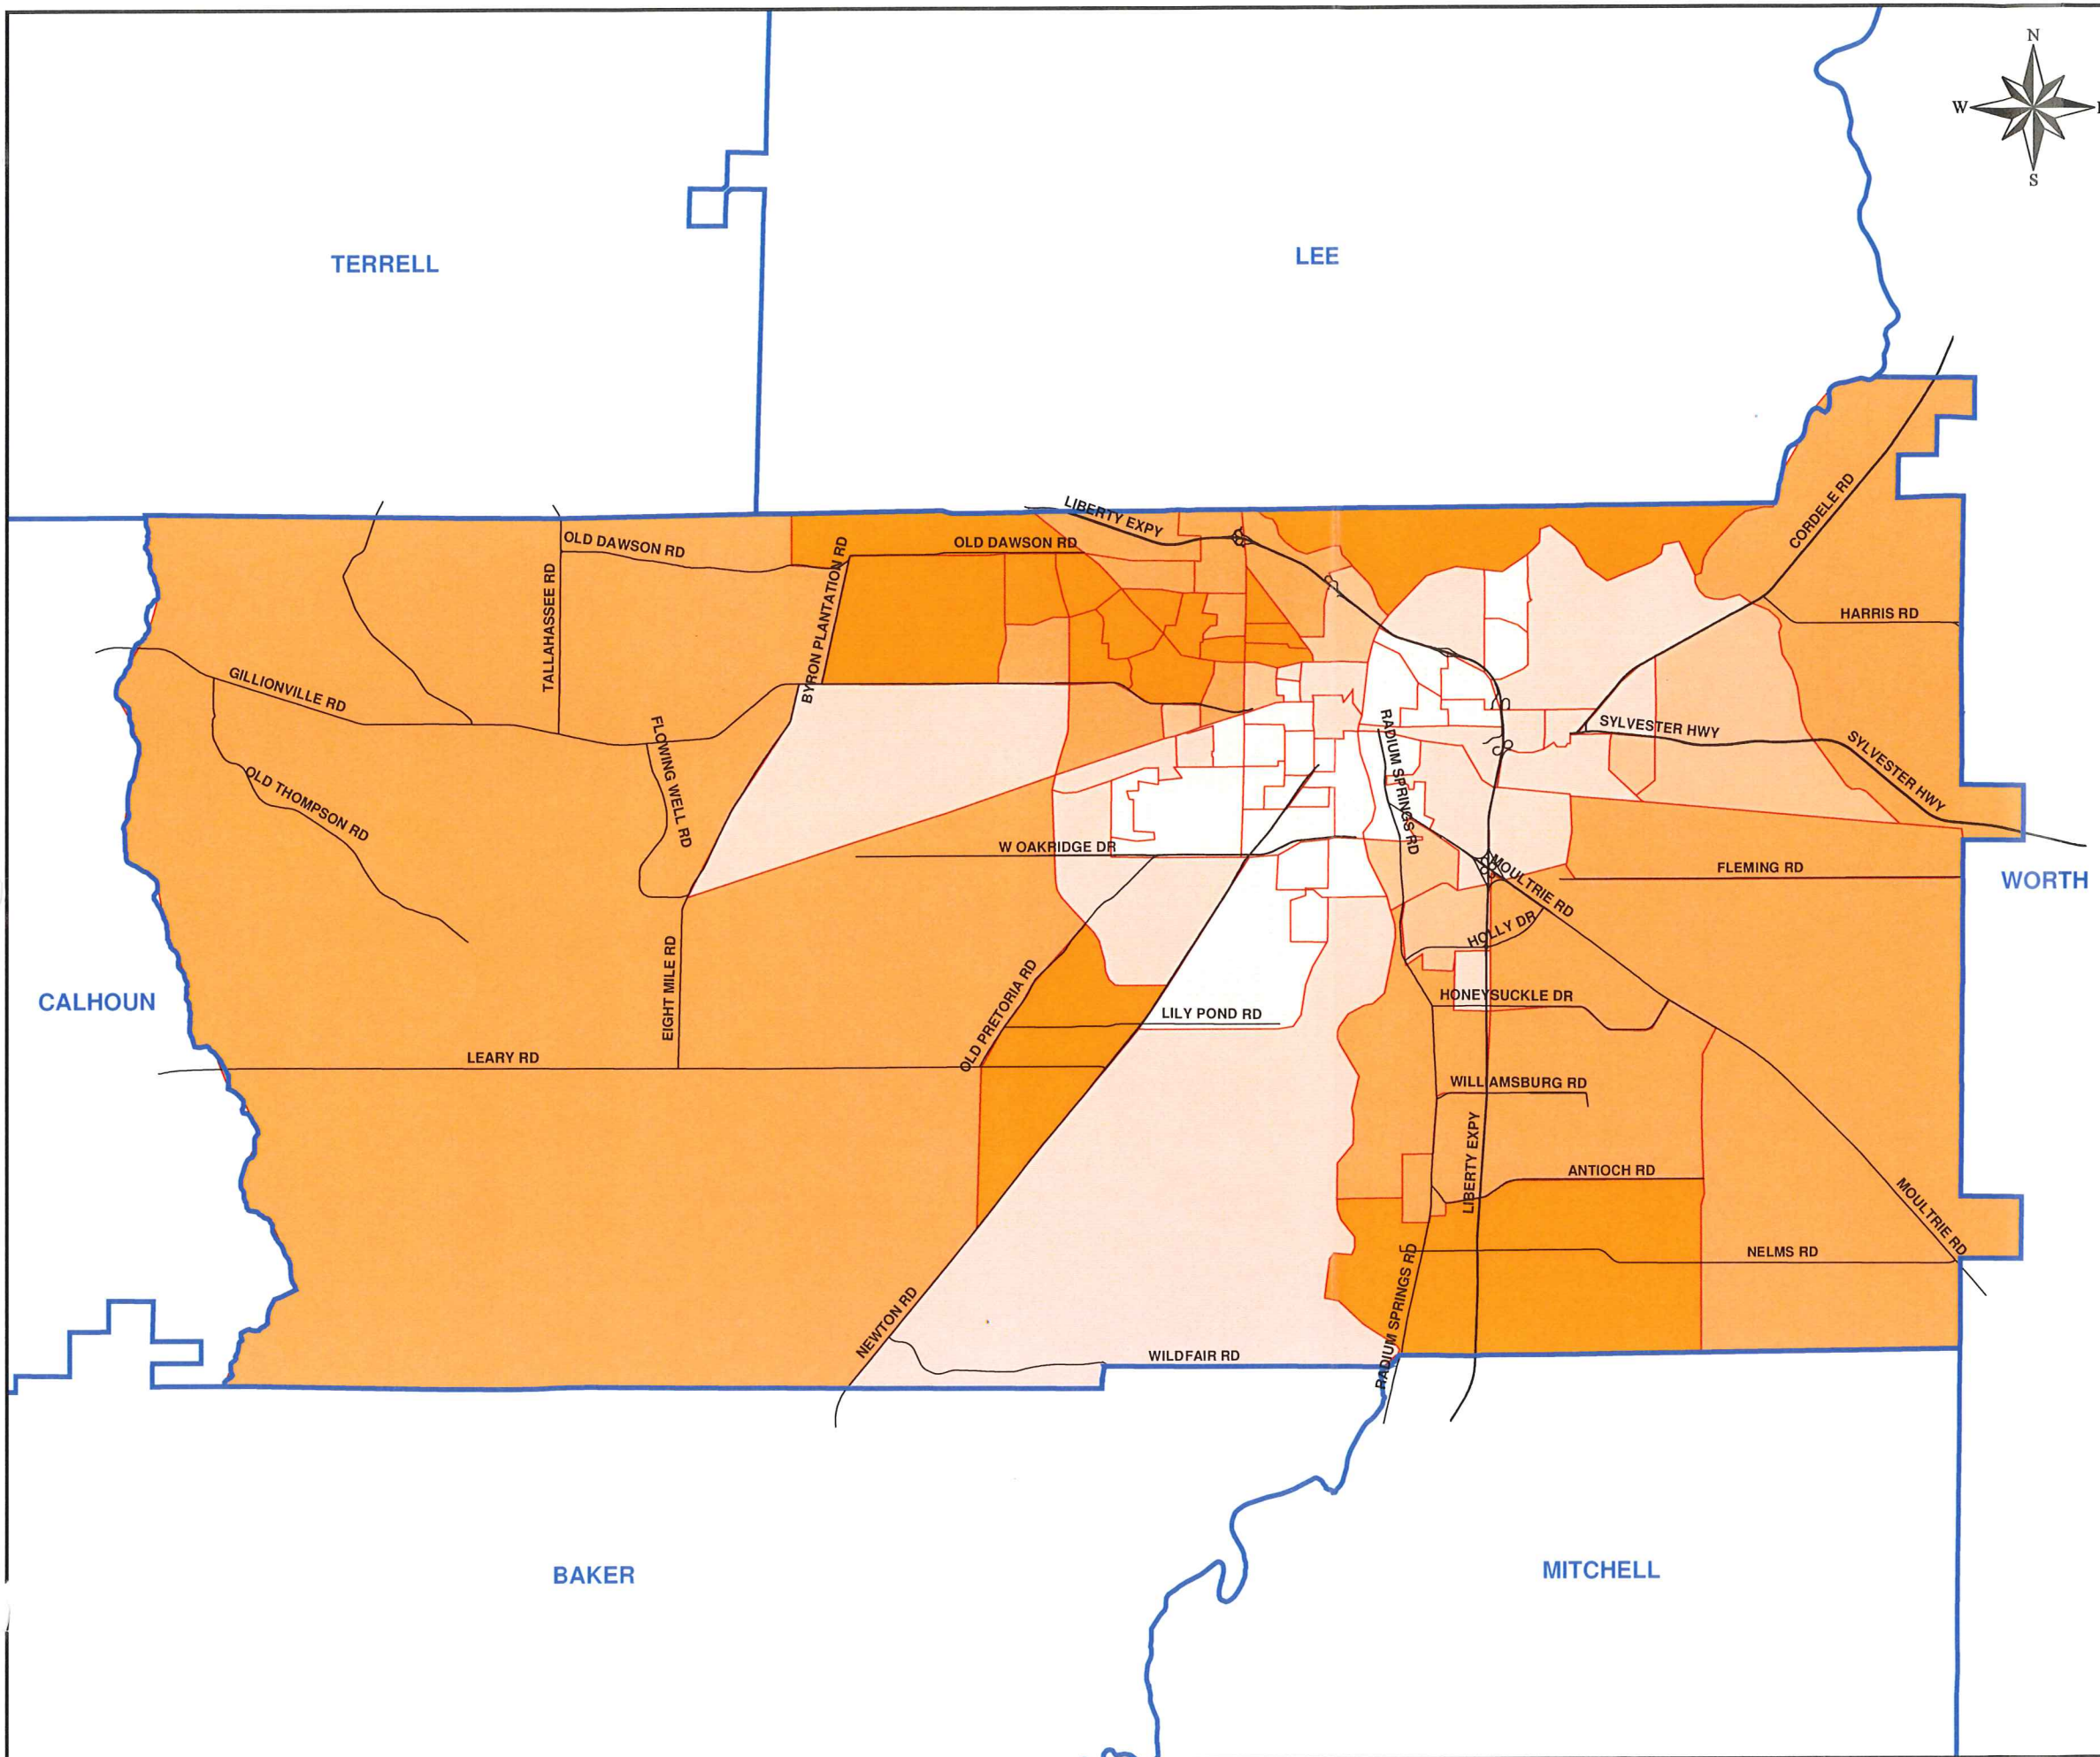 N
W
S
TERRELL
LEE
LIBERTY EXPY
CORDELE RD
OLD DAWSON RD
OLD DAWSON RD
TALLAHASSEE RD
BYRON PLANTATION RD
HARRIS RD
GILLIONVILLE RD
FLOWING WELL RD
RADIUM SPRINGS RD
SYLVESTER HWY
SYLVESTER HWY
OLD THOMPSON RD
W OAKRIDGE DR
MOULTRIE RD
FLEMING RD
WORTH
HOLLY DR
CALHOUN
EIGHT MILE RD
OLD PRETORIA RD
HONEYSUCKLE DR
LILY POND RD
LEARY RD
WILLIAMSBURG RD
LIBERTY EXPY
ANTIOCH RD
MOULTRIE RD
NELMS RD
NEWTON RD
RADIUM SPRINGS RD
WILDFAIR RD
BAKER
MITCHELL